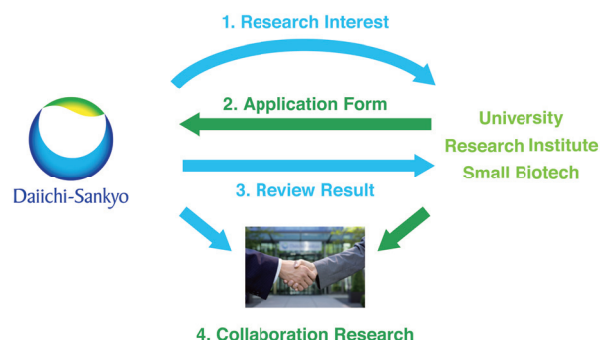 1. Research Interest
2. Application Form
Daiichi-Sankyo
University
Research Institute
Small Biotech
3. Review Result
4. Collaboration Research